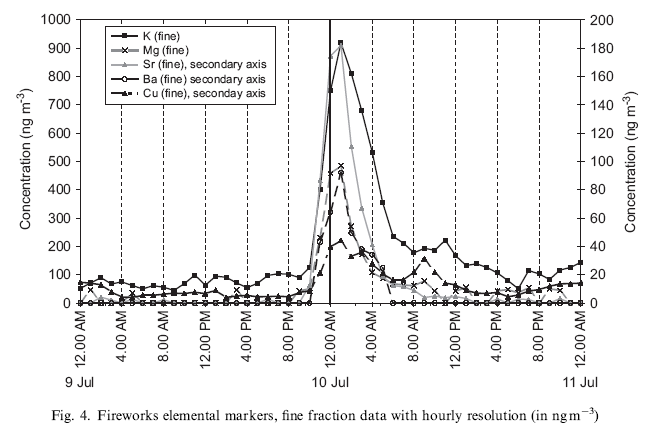 1000
900
800
700
600
500
400
300
200
100
0
Concentration (ng m⁻³)
K (fine)
Mg (fine)
Sr (fine), secondary axis
Ba (fine) secondary axis
Cu (fine), seconday axis
200
180
160
140
120
100
80
60
40
20
0
Concentration (ng m⁻³)
12.00 AM
4.00 AM
8.00 AM
12.00 PM
4.00 PM
8.00 PM
12.00 AM
4.00 AM
8.00 AM
12.00 PM
4.00 PM
8.00 PM
12.00 AM
9 Jul
10 Jul
11 Jul
Fig. 4. Fireworks elemental markers, fine fraction data with hourly resolution (in ng m⁻³)